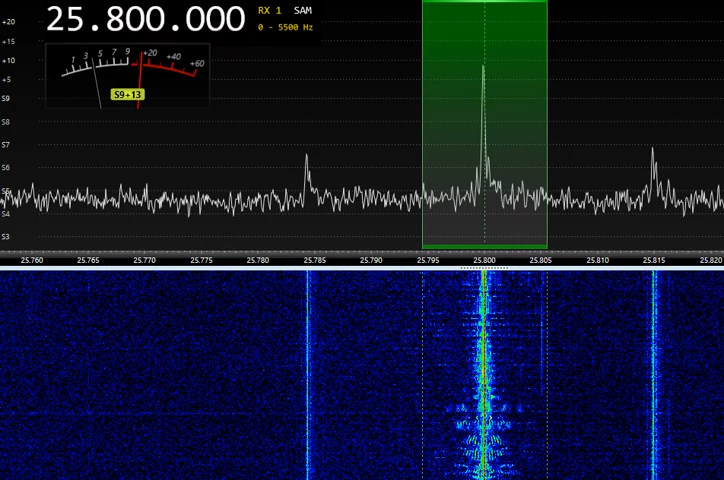 25.800.000
RX 1 SAM
0 - 5500 Hz
1 3 5 7 9 +20 +40 +60
S9+13
+20
+15
+10
+5
S9
S8
S7
S6
S5
S4
S3
25.760 25.765 25.770 25.775 25.780 25.785 25.790 25.795 25.800 25.805 25.810 25.815 25.820